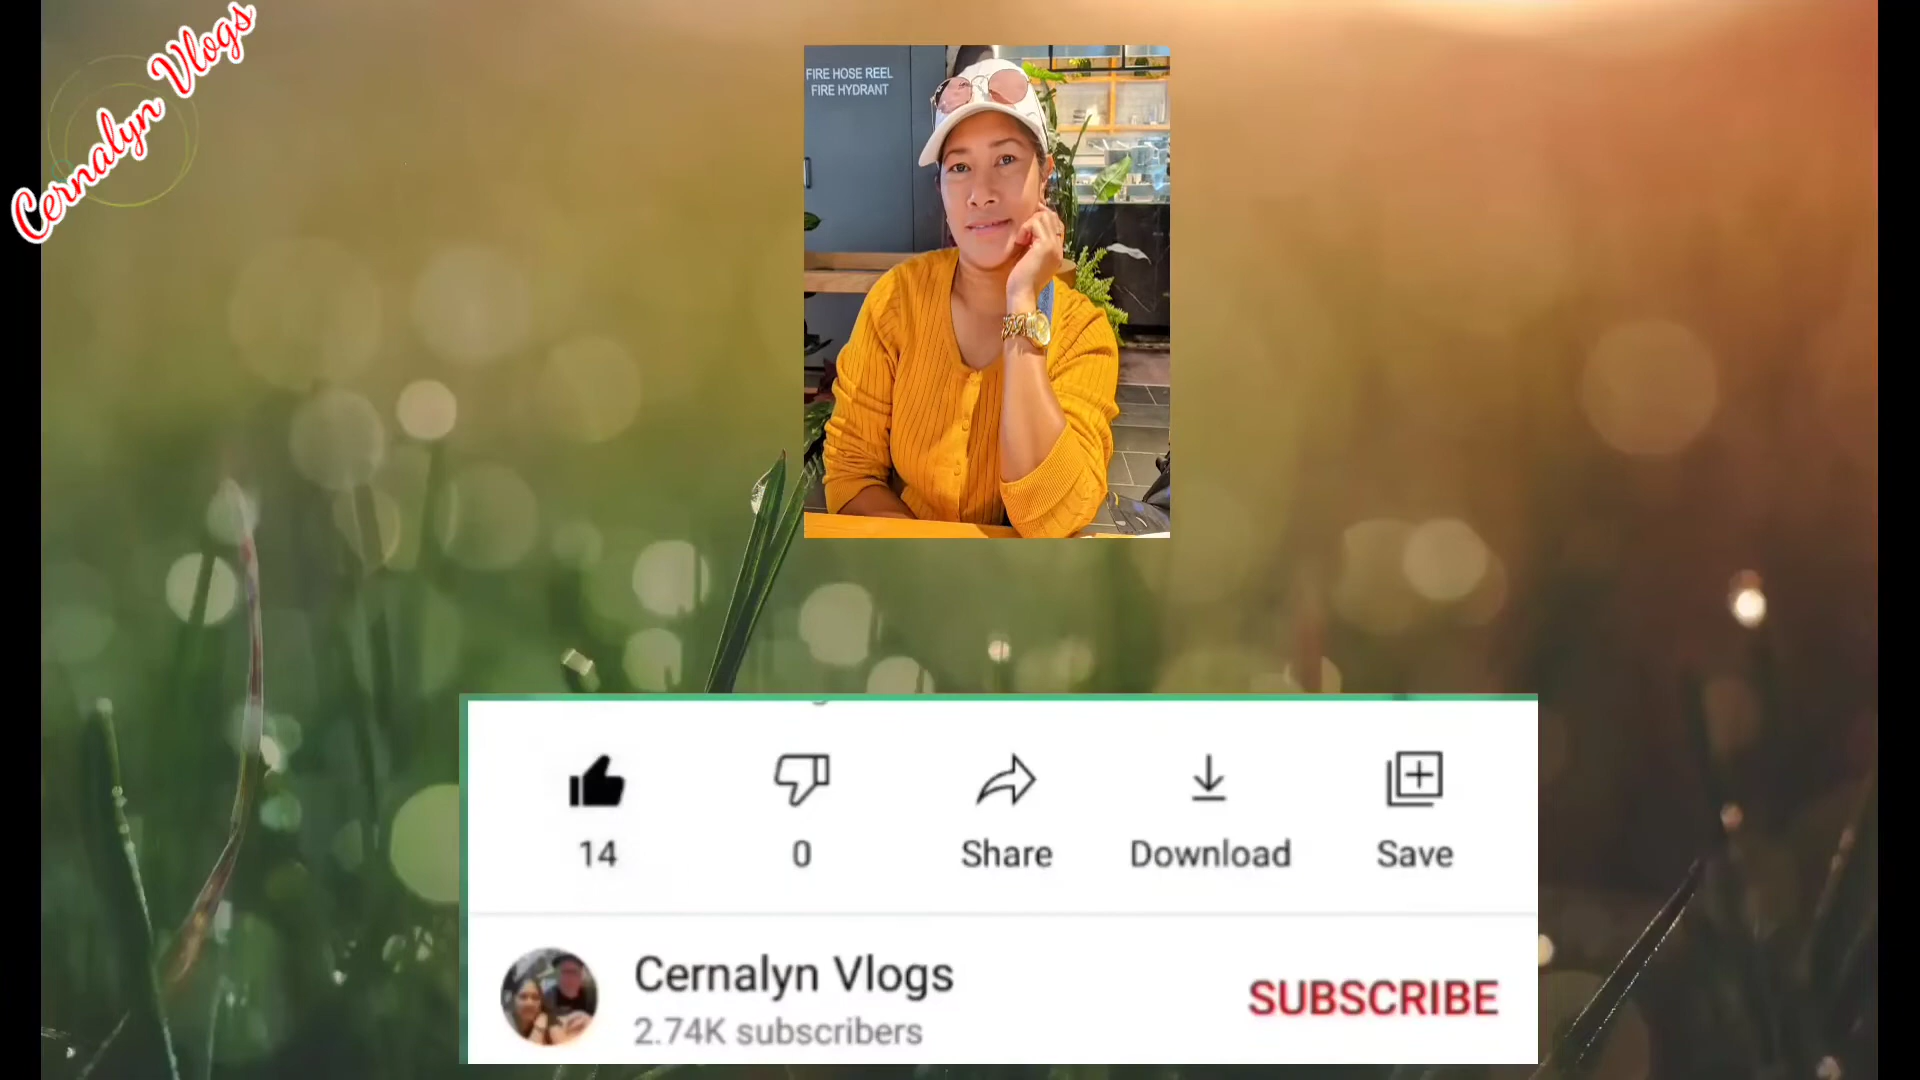 Cernalyn Vlogs
FIRE HOSE REEL
FIRE HYDRANT
14
0
Share
Download
Save
Cernalyn Vlogs
2.74K subscribers
SUBSCRIBE